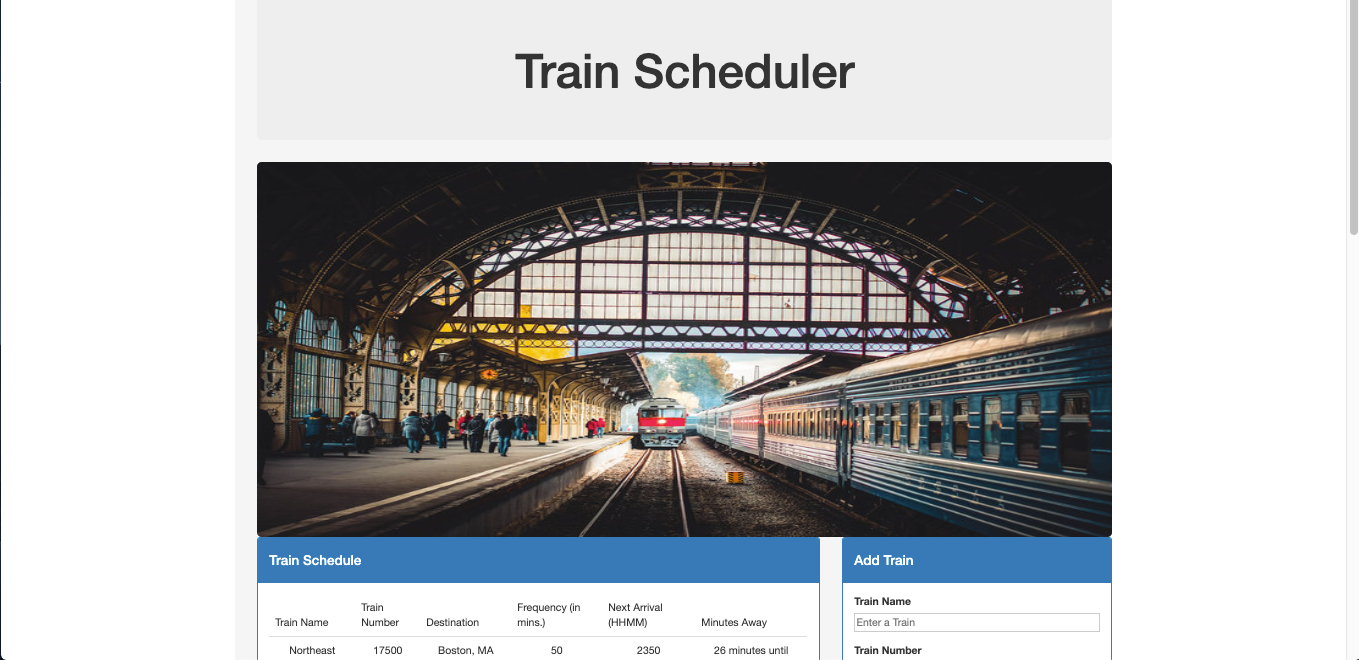 Train Scheduler
Train Schedule
Train Name Train Number Destination Frequency (in mins.) Next Arrival (HHMM) Minutes Away
Northeast 17500 Boston, MA 50 2350 26 minutes until
Add Train
Train Name
Enter a Train
Train Number